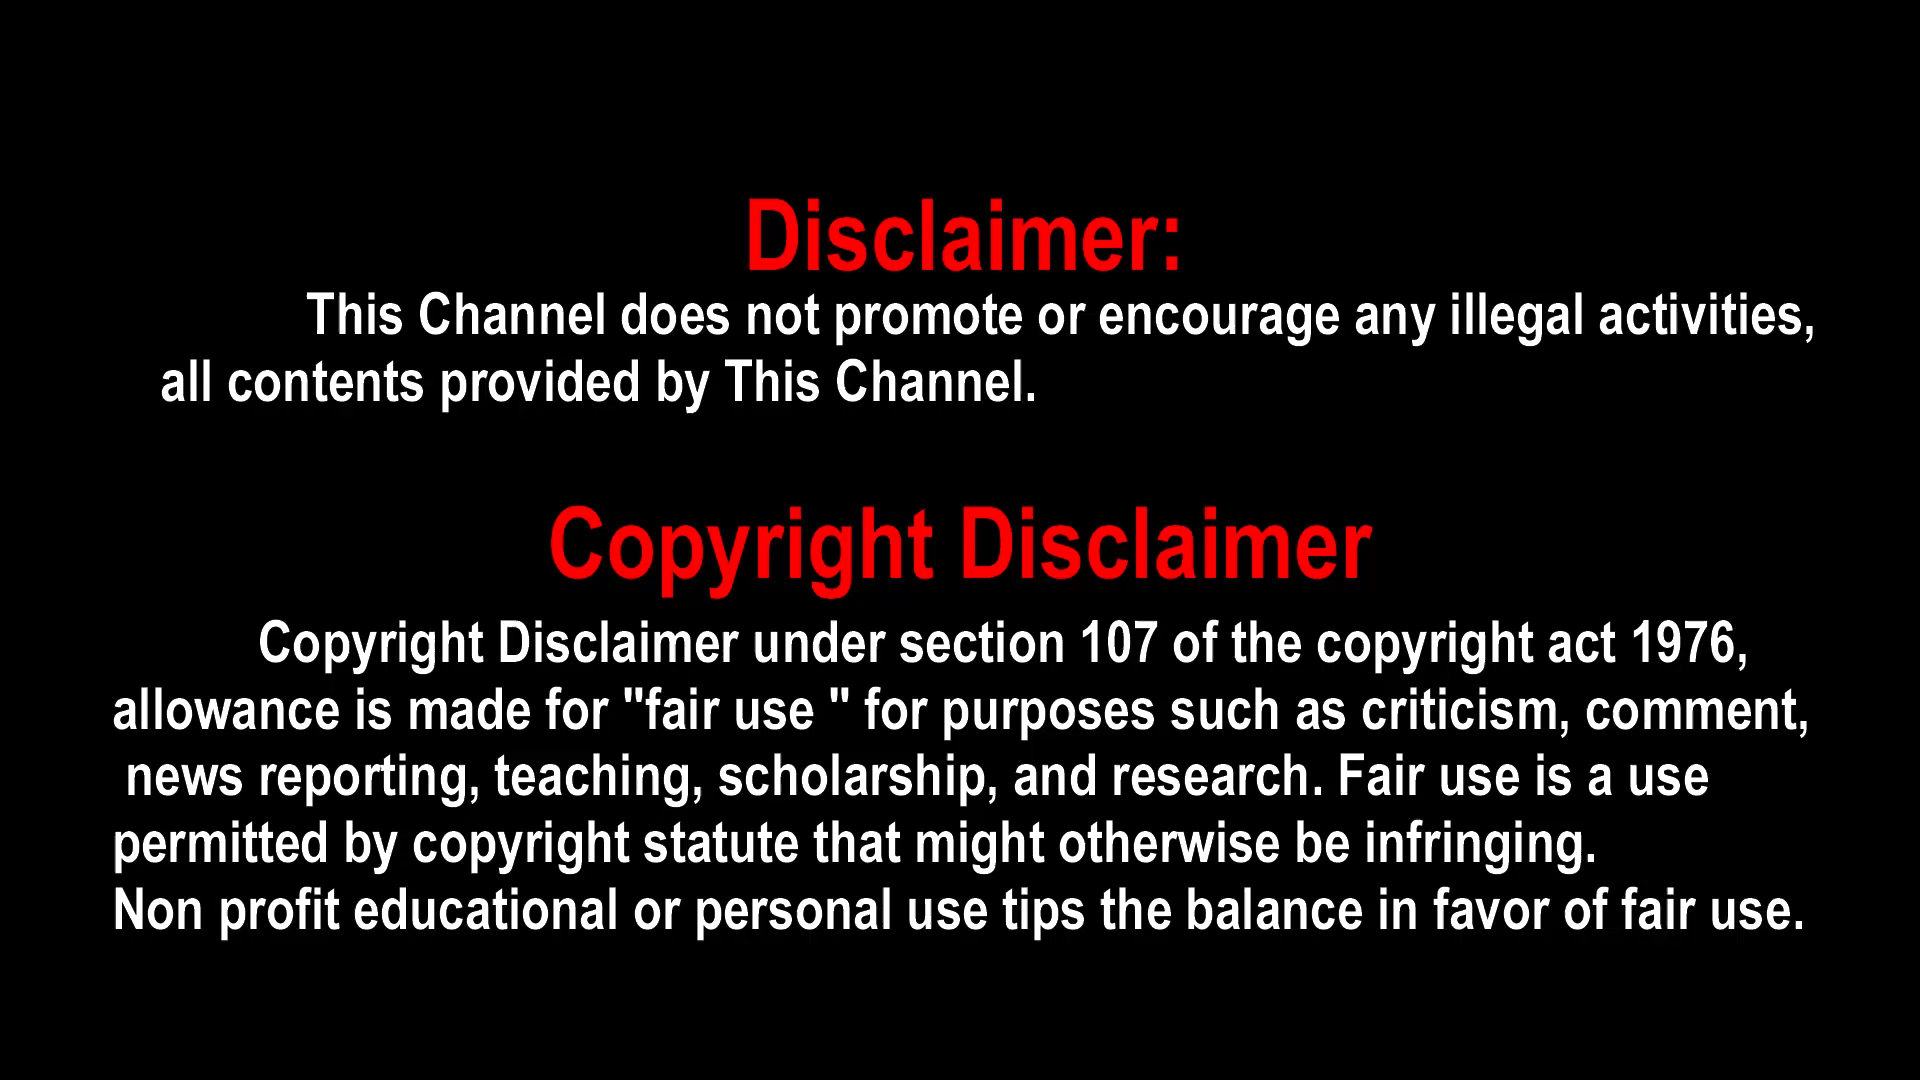 Disclaimer:
This Channel does not promote or encourage any illegal activities,
all contents provided by This Channel.
Copyright Disclaimer
Copyright Disclaimer under section 107 of the copyright act 1976,
allowance is made for "fair use " for purposes such as criticism, comment,
news reporting, teaching, scholarship, and research. Fair use is a use
permitted by copyright statute that might otherwise be infringing.
Non profit educational or personal use tips the balance in favor of fair use.